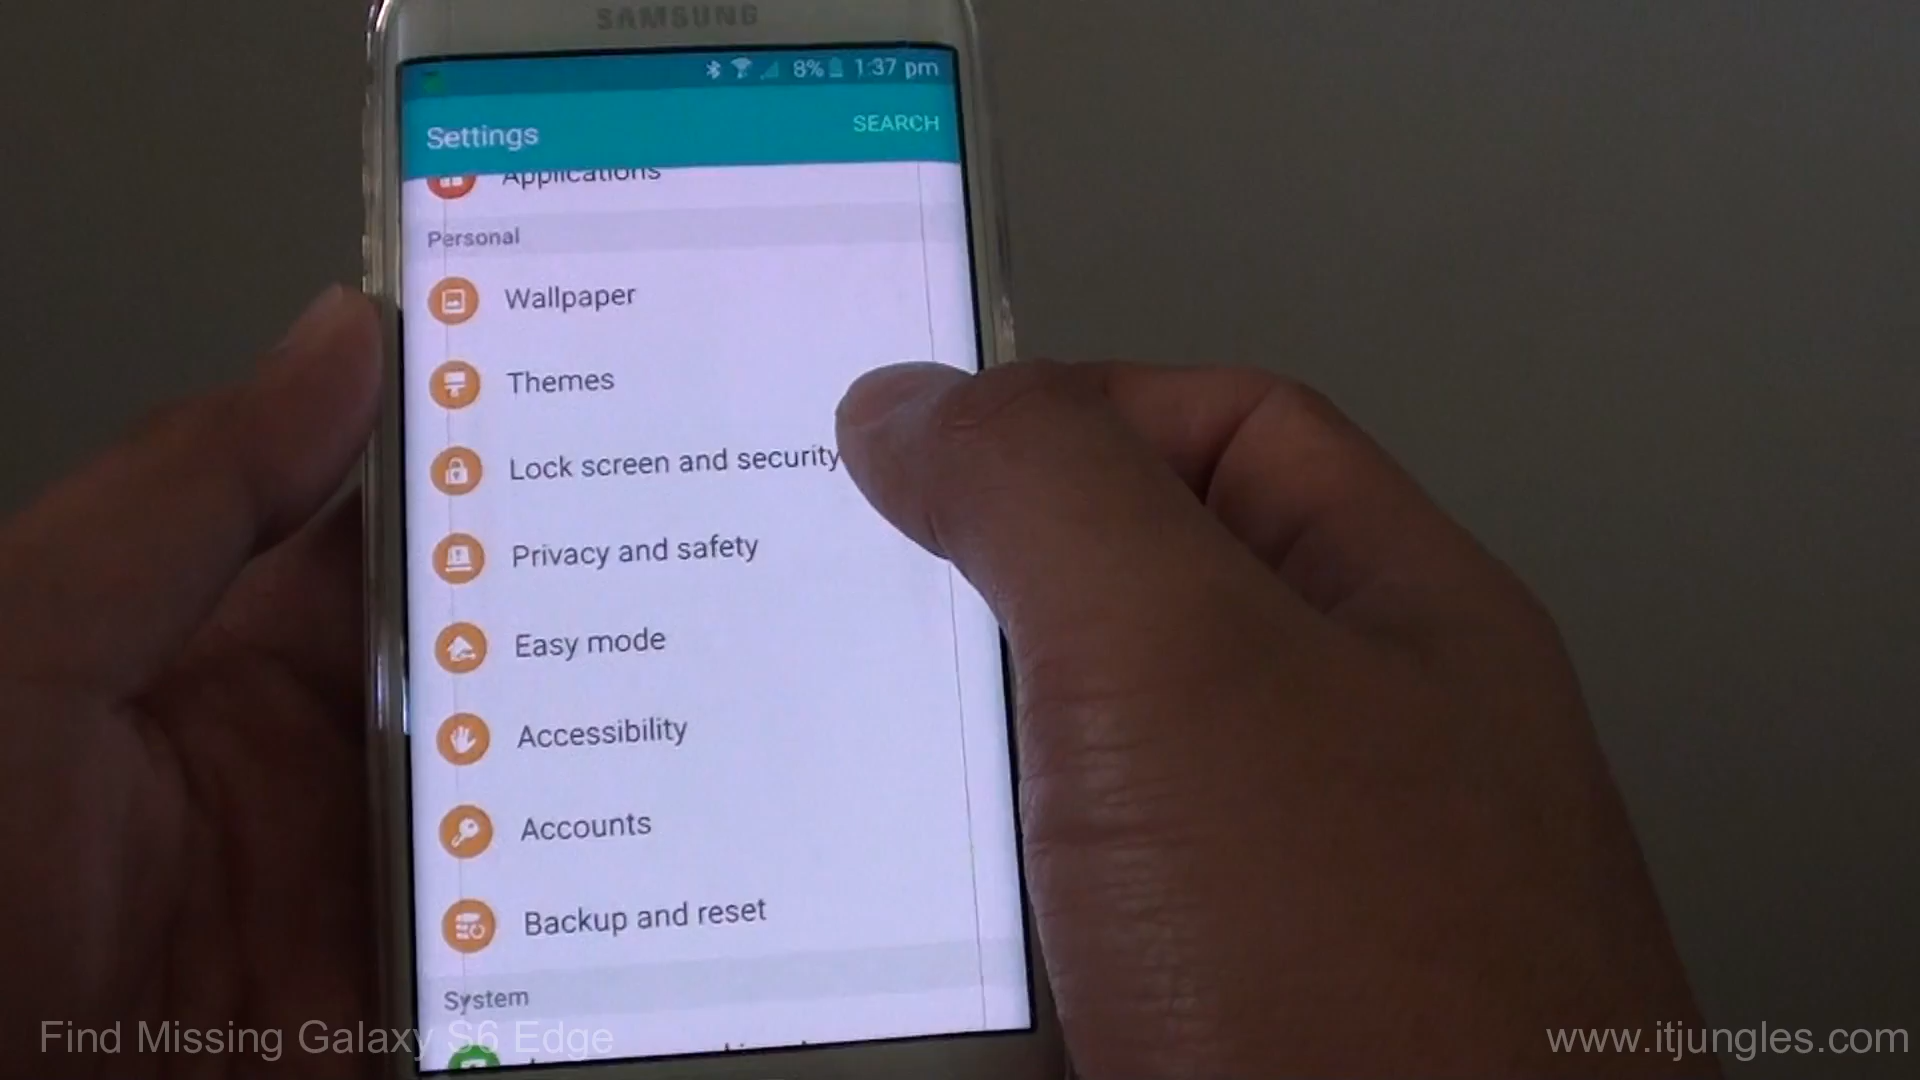 SAMSUNG
8% 1:37 pm
Settings
SEARCH
Applications
Personal
Wallpaper
Themes
Lock screen and security
Privacy and safety
Easy mode
Accessibility
Accounts
Backup and reset
System
Find Missing Galaxy S6 Edge
www.itjungles.com